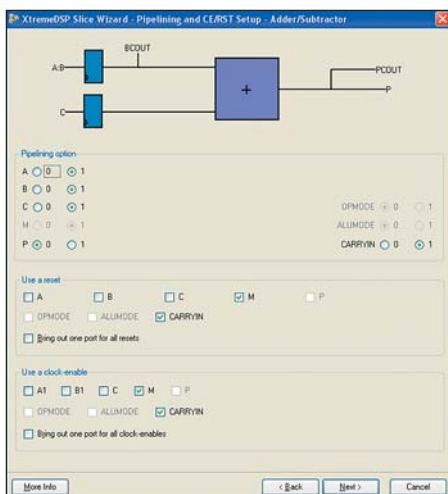 XtremeDSP Slice Wizard - Pipelining and CE/RST Setup - Adder/Subtractor
BCOUT
A:B
PCOUT
+
P
C
Pipelining option
A 0 1
B 0 1
C 0 1 OPMODE 0 1
M 0 1 ALUMODE 0 1
P 0 1 CARRYIN 0 1
Use a reset
A B C M P
OPMODE ALUMODE CARRYIN
Bring out one port for all resets
Use a clock-enable
A1 B1 C M P
OPMODE ALUMODE CARRYIN
Bring out one port for all clock-enables
More Info < Back Next > Cancel